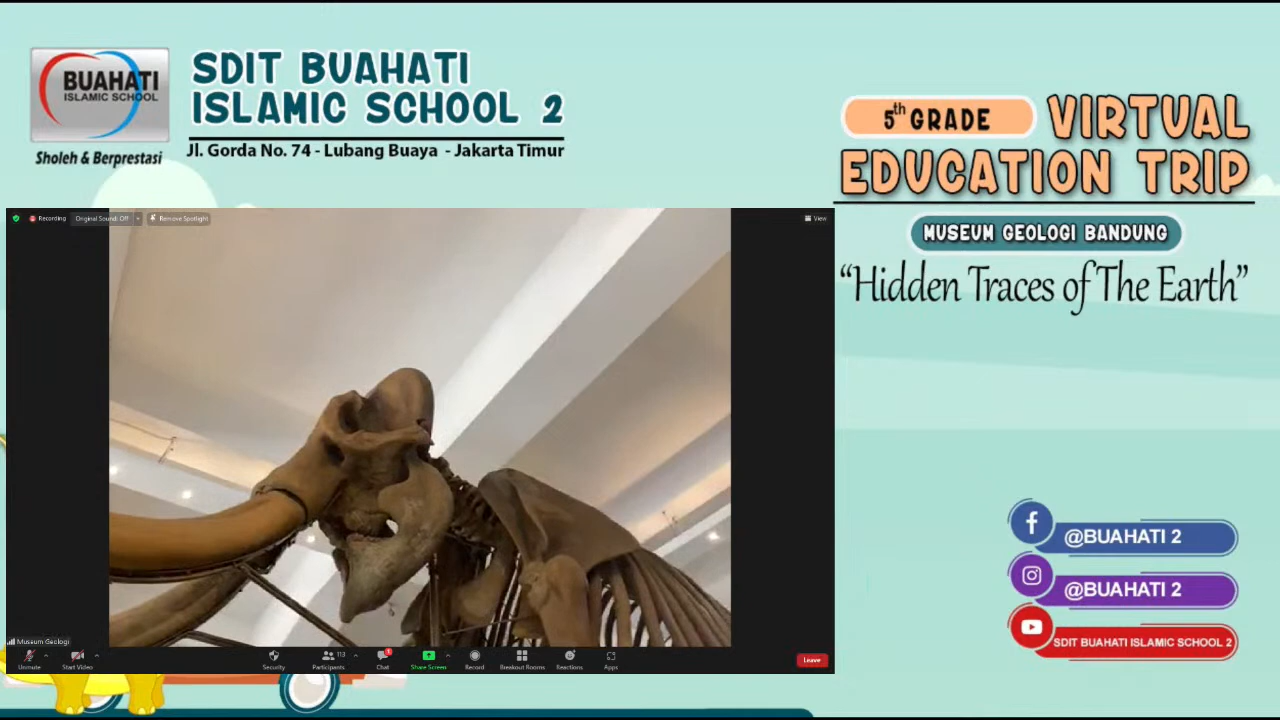 BUAHATI
ISLAMIC SCHOOL
Sholeh & Berprestasi
SDIT BUAHATI
ISLAMIC SCHOOL 2
Jl. Gorda No. 74 - Lubang Buaya - Jakarta Timur
5th GRADE VIRTUAL
EDUCATION TRIP
MUSEUM GEOLOGI BANDUNG
“Hidden Traces of The Earth”
Recording Original Sound: Off Remove Spotlight View
Museum Geologi
Unmute Start Video Security Participants 113 Chat 1 Share Screen Record Breakout Rooms Reactions Apps Leave
@BUAHATI 2
@BUAHATI 2
SDIT BUAHATI ISLAMIC SCHOOL 2